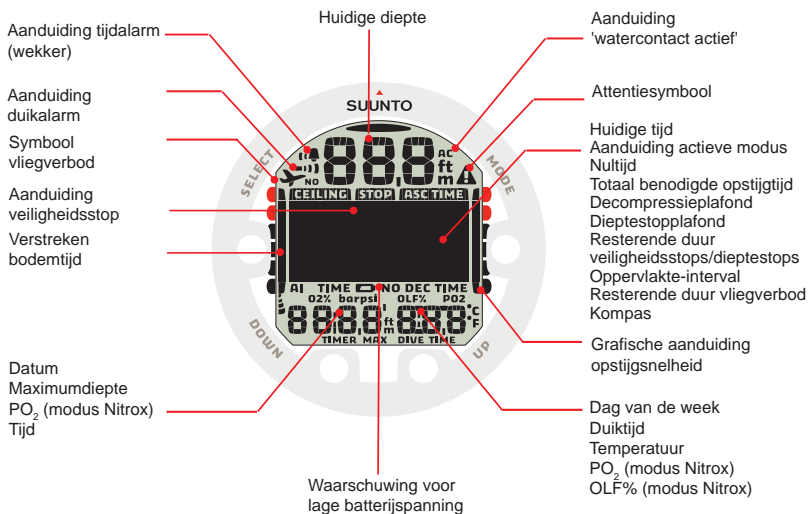 Huidige diepte
Aanduiding tijdalarm
(wekker)
Aanduiding
duikalarm
Symbool
vliegverbod
Aanduiding
veiligheidsstop
Verstreken
bodemtijd
Datum
Maximumdiepte
PO2 (modus Nitrox)
Tijd
SUUNTO
SELECT
MODE
DOWN
UP
AC
ft
m
NO
CEILING STOP ASC TIME
AI TIME NO DEC TIME
O2% bar psi OLF% PO2
ft
m
°C
F
TIMER MAX DIVE TIME
Waarschuwing voor
lage batterijspanning
Aanduiding
'watercontact actief'
Attentiesymbool
Huidige tijd
Aanduiding actieve modus
Nultijd
Totaal benodigde opstijgtijd
Decompressieplafond
Dieptestopplafond
Resterende duur
veiligheidsstops/dieptestops
Oppervlakte-interval
Resterende duur vliegverbod
Kompas
Grafische aanduiding
opstijgsnelheid
Dag van de week
Duiktijd
Temperatuur
PO2 (modus Nitrox)
OLF% (modus Nitrox)